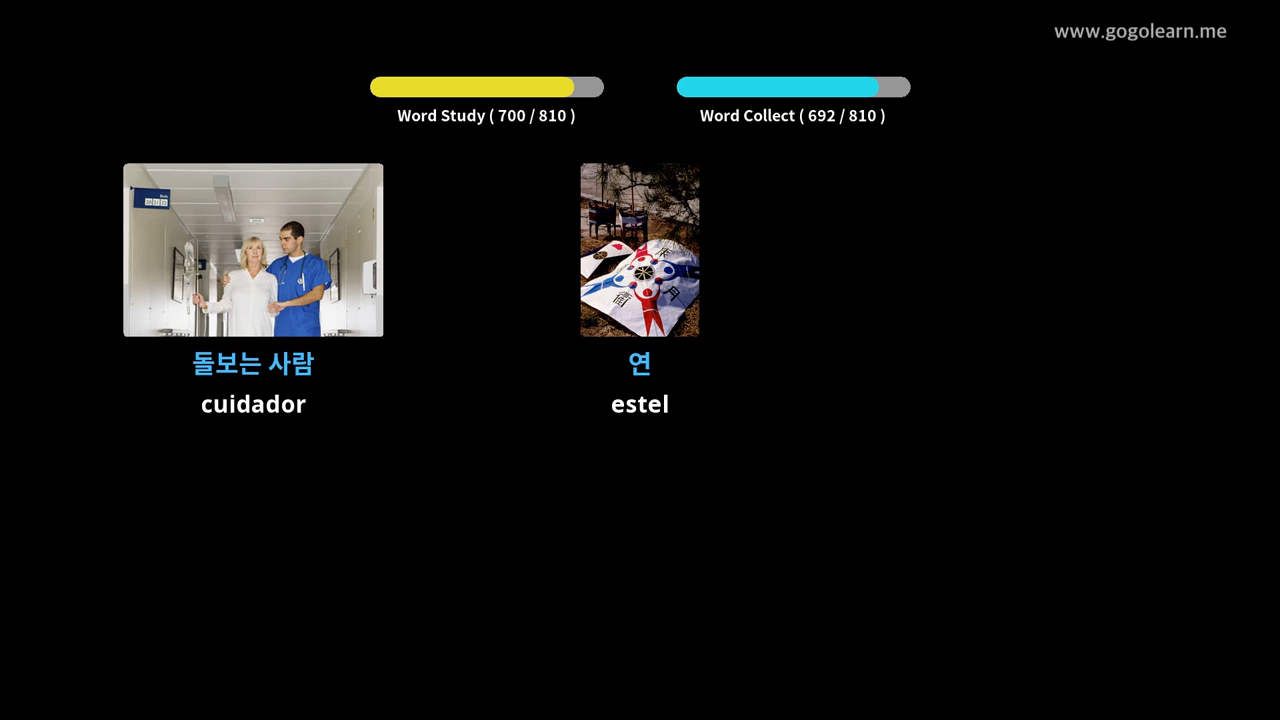 www.gogolearn.me
Word Study ( 700 / 810 )
Word Collect ( 692 / 810 )
돌보는 사람
cuidador
연
estel